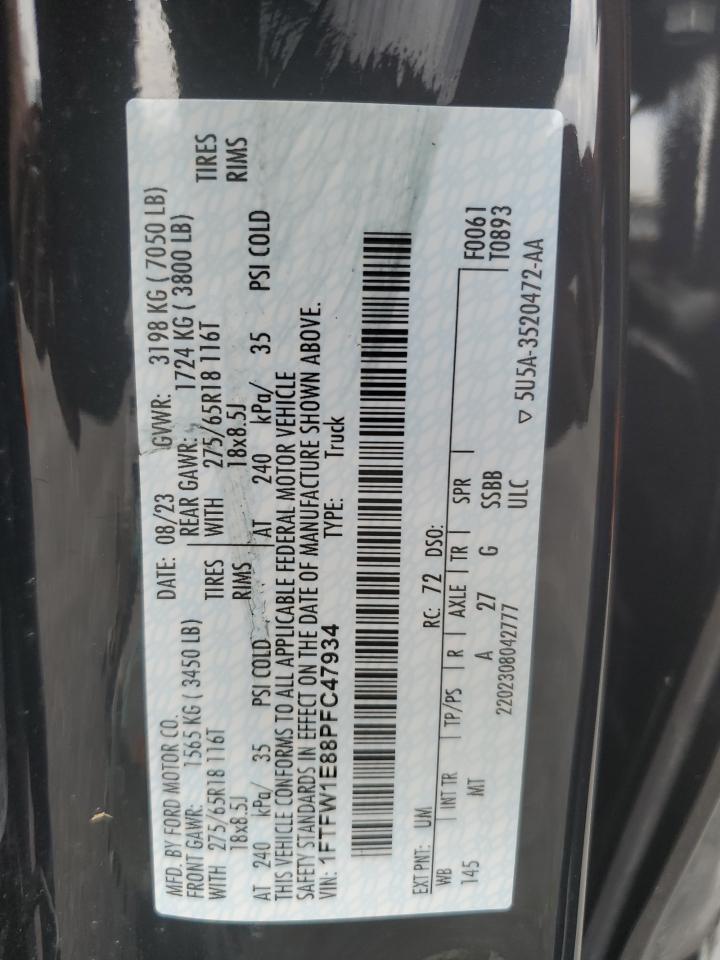 MFD. BY FORD MOTOR CO.
DATE: 08/23 GVWR: 3198 KG ( 7050 LB)
FRONT GAWR: 1565 KG ( 3450 LB) REAR GAWR: 1724 KG ( 3800 LB)
WITH 275/65R18 116T TIRES WITH 275/65R18 116T TIRES
18x8.5J RIMS 18x8.5J RIMS
AT 240 kPa/ 35 PSI COLD AT 240 kPa/ 35 PSI COLD
THIS VEHICLE CONFORMS TO ALL APPLICABLE FEDERAL MOTOR VEHICLE
SAFETY STANDARDS IN EFFECT ON THE DATE OF MANUFACTURE SHOWN ABOVE.
VIN: 1FTFW1E88PFC47934 TYPE: Truck
EXT PNT: UM RC: 72 DSO: F0061
WB | INT TR | TP/PS | R | AXLE | TR | SPR | T0893
145 MT A 27 G SSBB
ULC
2202308042777 ▽ 5U5A-3520472-AA